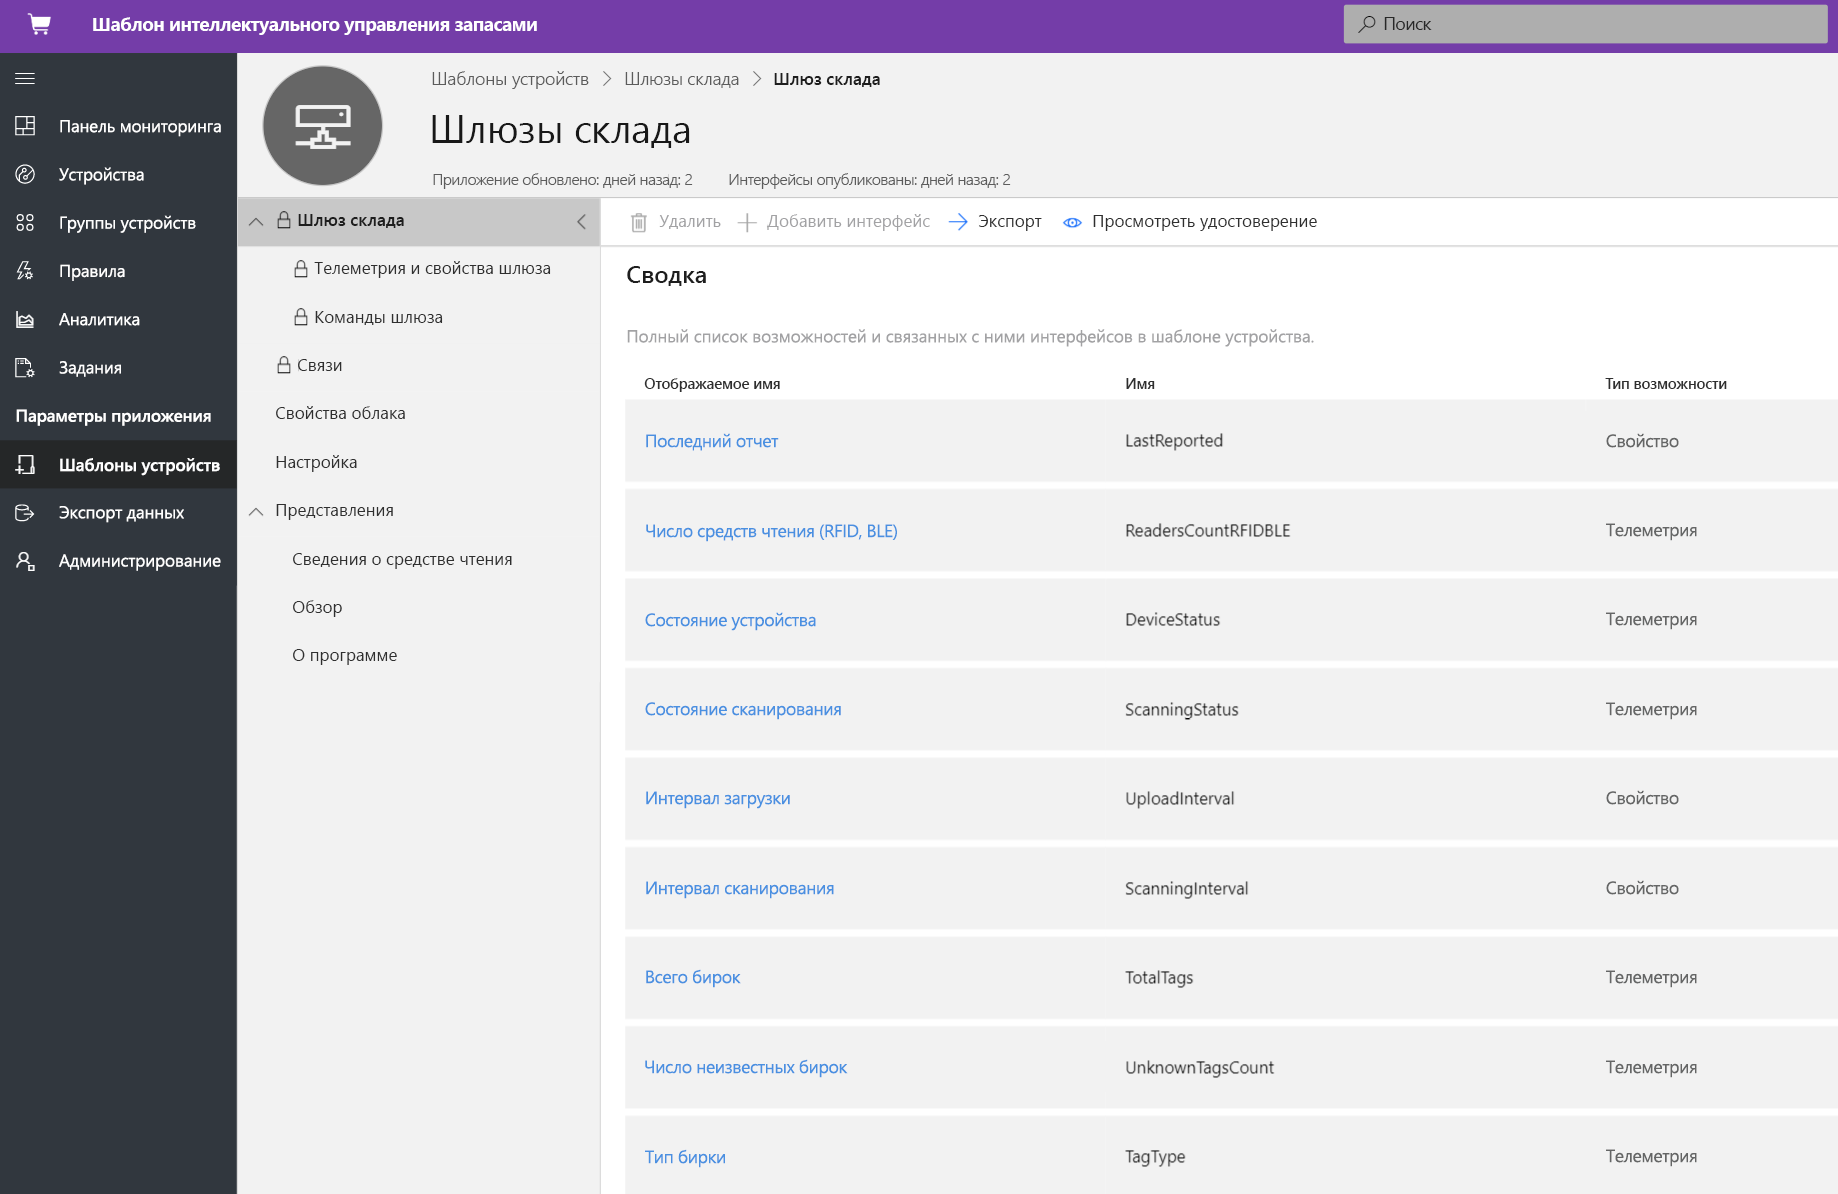 Шаблон интеллектуального управления запасами
Поиск
Панель мониторинга
Устройства
Группы устройств
Правила
Аналитика
Задания
Параметры приложения
Шаблоны устройств
Экспорт данных
Администрирование
Шаблоны устройств > Шлюзы склада > Шлюз склада
Шлюзы склада
Приложение обновлено: дней назад: 2 Интерфейсы опубликованы: дней назад: 2
Шлюз склада
Телеметрия и свойства шлюза
Команды шлюза
Связи
Свойства облака
Настройка
Представления
Сведения о средстве чтения
Обзор
О программе
Удалить Добавить интерфейс Экспорт Просмотреть удостоверение
Сводка
Полный список возможностей и связанных с ними интерфейсов в шаблоне устройства.
Отображаемое имя Имя Тип возможности
Последний отчет LastReported Свойство
Число средств чтения (RFID, BLE) ReadersCountRFIDBLE Телеметрия
Состояние устройства DeviceStatus Телеметрия
Состояние сканирования ScanningStatus Телеметрия
Интервал загрузки UploadInterval Свойство
Интервал сканирования ScanningInterval Свойство
Всего бирок TotalTags Телеметрия
Число неизвестных бирок UnknownTagsCount Телеметрия
Тип бирки TagType Телеметрия